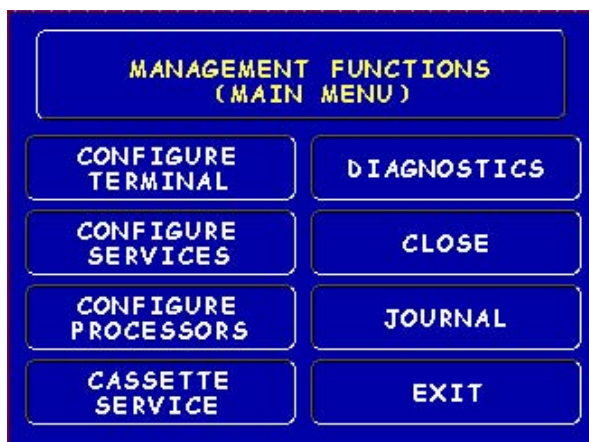 MANAGEMENT FUNCTIONS
(MAIN MENU)
CONFIGURE
TERMINAL
DIAGNOSTICS
CONFIGURE
SERVICES
CLOSE
CONFIGURE
PROCESSORS
JOURNAL
CASSETTE
SERVICE
EXIT